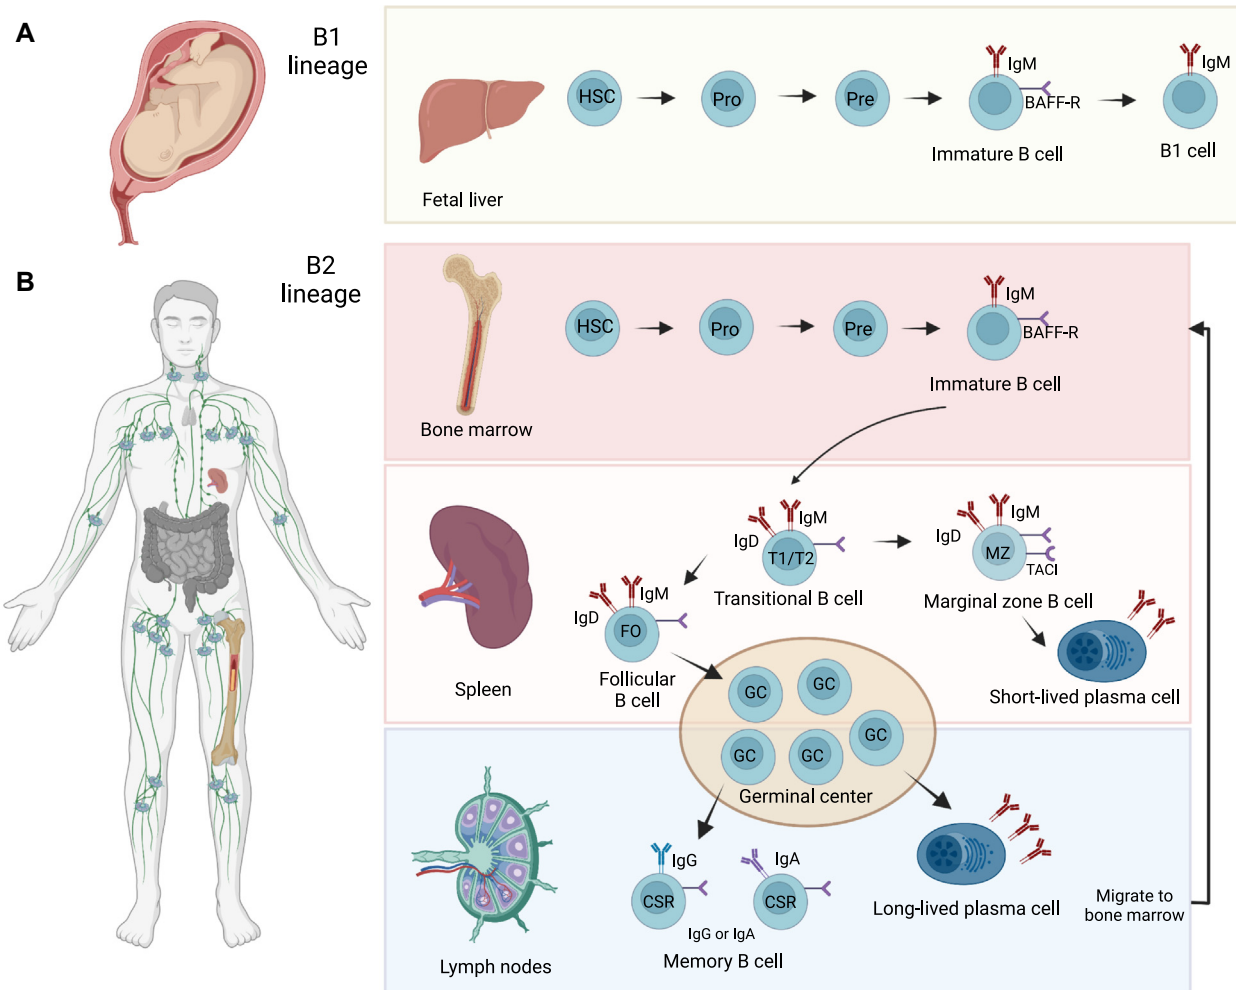 A
B1
lineage
HSC
Pro
Pre
IgM
BAFF-R
Immature B cell
IgM
B1 cell
Fetal liver
B
B2
lineage
HSC
Pro
Pre
IgM
BAFF-R
Immature B cell
Bone marrow
IgD
IgM
T1/T2
Transitional B cell
IgD
IgM
MZ
TACI
Marginal zone B cell
IgD
IgM
FO
Follicular
B cell
Spleen
Short-lived plasma cell
GC
GC
GC
GC
GC
Germinal center
IgG
CSR
IgA
CSR
IgG or IgA
Memory B cell
Long-lived plasma cell
Migrate to
bone marrow
Lymph nodes